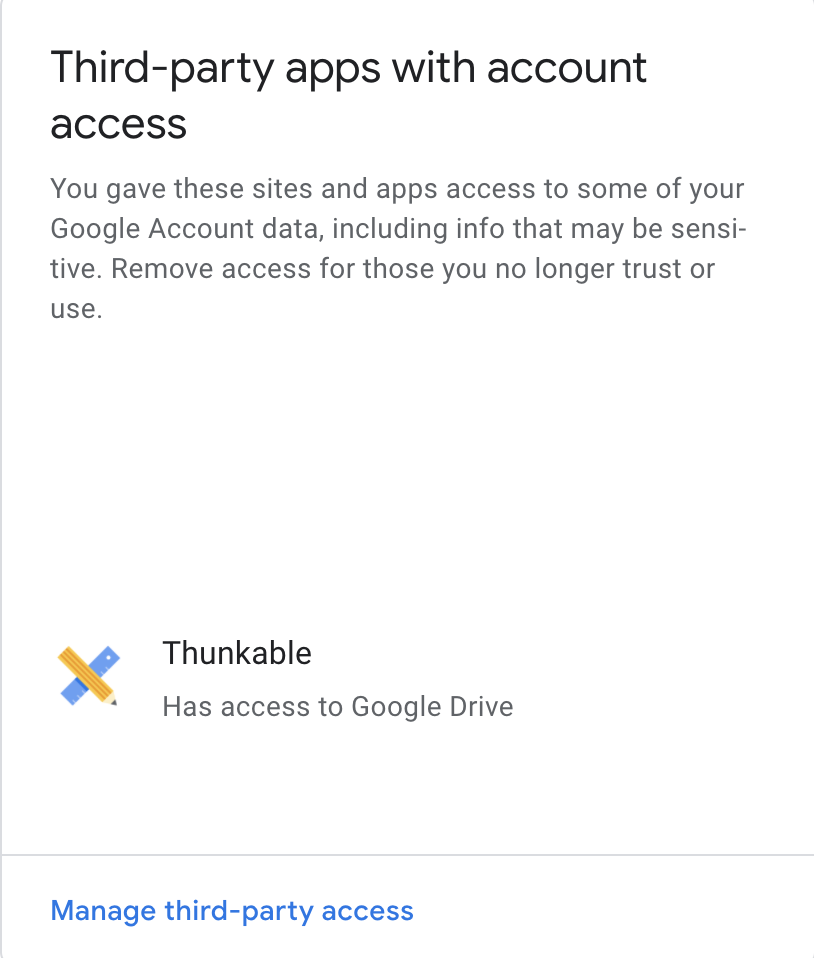 Third-party apps with account
access
You gave these sites and apps access to some of your
Google Account data, including info that may be sensi-
tive. Remove access for those you no longer trust or
use.
Thunkable
Has access to Google Drive
Manage third-party access